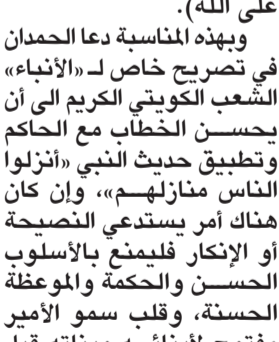 على الله).
وبهذه المناسبة دعا الحمدان
في تصريح خاص لـ «الأنباء»
الشعب الكويتي الكريم الى أن
يحسن الخطاب مع الحاكم
وتطبيق حديث النبي «أنزلوا
الناس منازلهم»، وإن كان
هناك أمر يستدعي النصيحة
أو الإنكار فليمنع بالأسلوب
الحسن والحكمة والموعظة
الحسنة، وقلب سمو الأمير